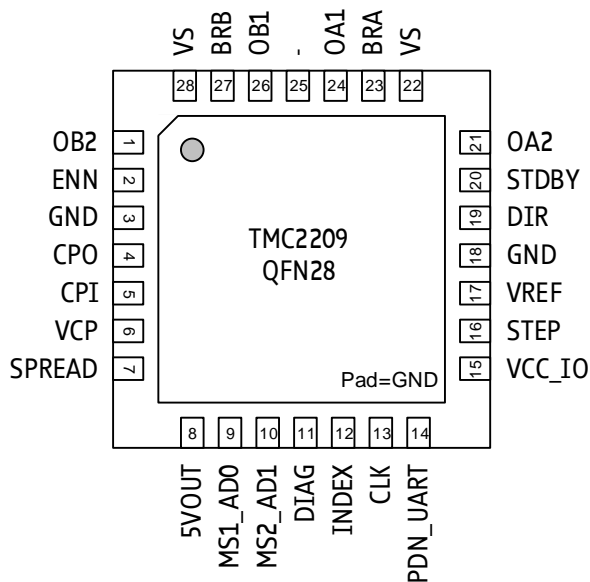 VS
BRB
OB1
-
OA1
BRA
VS
28
27
26
25
24
23
22
OB2 1
ENN 2
GND 3
CPO 4
CPI 5
VCP 6
SPREAD 7
TMC2209
QFN28
Pad=GND
21 OA2
20 STDBY
19 DIR
18 GND
17 VREF
16 STEP
15 VCC_IO
8
9
10
11
12
13
14
5VOUT
MS1_AD0
MS2_AD1
DIAG
INDEX
CLK
PDN_UART